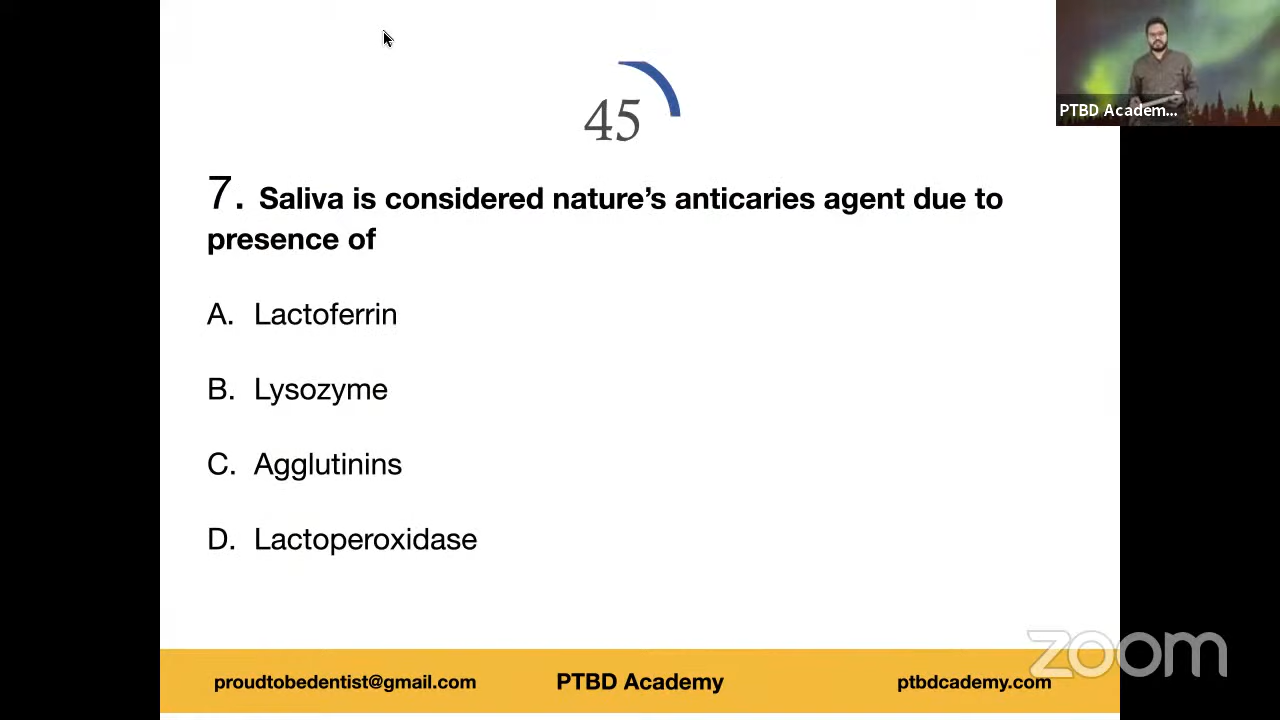 PTBD Academ...
45
7. Saliva is considered nature's anticaries agent due to
presence of
A. Lactoferrin
B. Lysozyme
C. Agglutinins
D. Lactoperoxidase
zoom
proudtobedentist@gmail.com PTBD Academy ptbdcademy.com